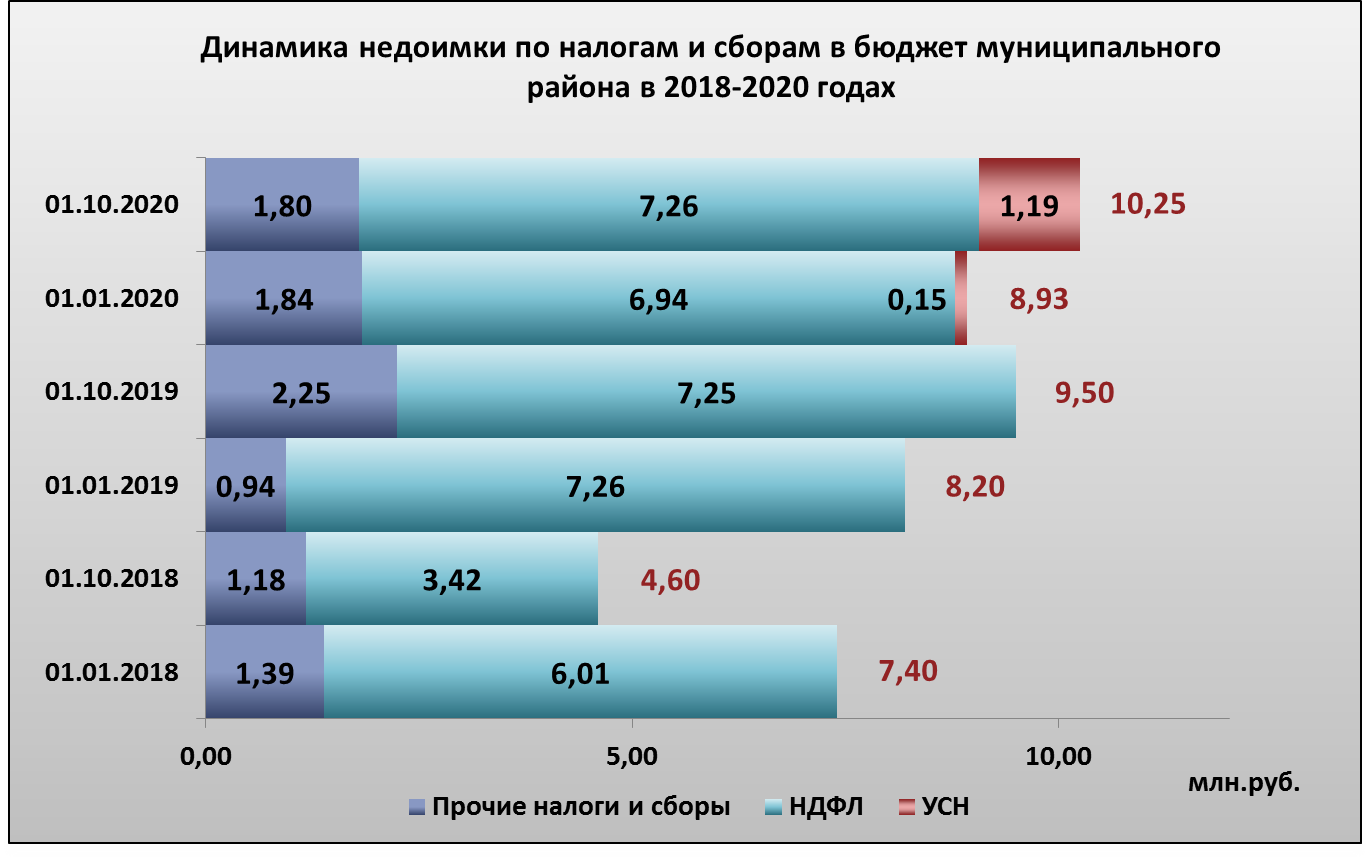 Динамика недоимки по налогам и сборам в бюджет муниципального
района в 2018-2020 годах
01.10.2020 1,80 7,26 1,19 10,25
01.01.2020 1,84 6,94 0,15 8,93
01.10.2019 2,25 7,25 9,50
01.01.2019 0,94 7,26 8,20
01.10.2018 1,18 3,42 4,60
01.01.2018 1,39 6,01 7,40
0,00 5,00 10,00
млн.руб.
Прочие налоги и сборы НДФЛ УСН